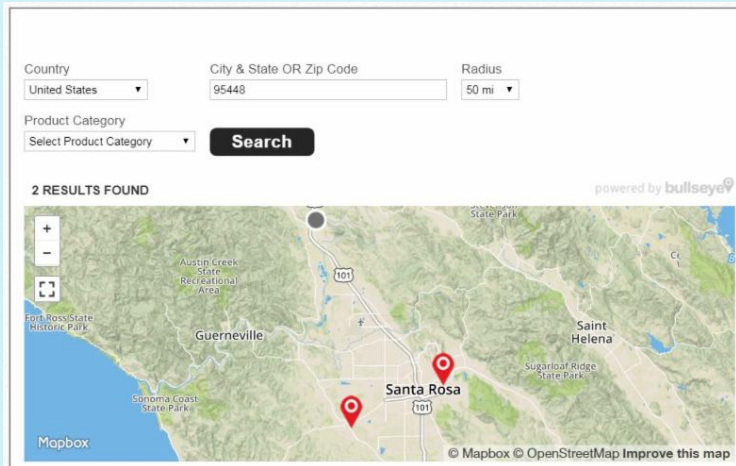 Country City & State OR Zip Code Radius
United States 95448 50 mi
Product Category
Select Product Category Search
2 RESULTS FOUND powered by bullseye
+
State Park
−
101
Austin Creek
State
Recreational
Area
Fort Ross State
Historic Park
Guerneville
Saint
Helena
Sugarloaf Ridge
State Park
Santa Rosa
Sonoma Coast
State Park
101
Mapbox
© Mapbox © OpenStreetMap Improve this map